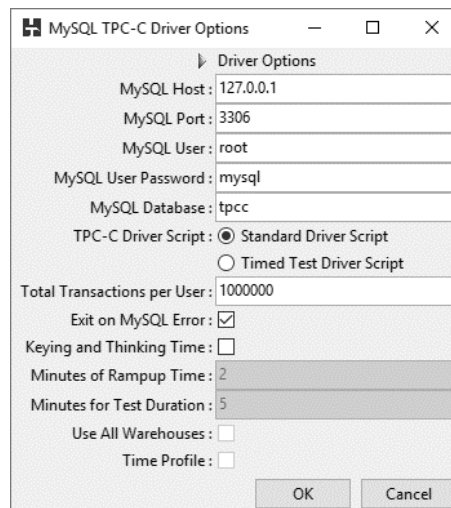 MySQL TPC-C Driver Options
Driver Options
MySQL Host : 127.0.0.1
MySQL Port : 3306
MySQL User : root
MySQL User Password : mysql
MySQL Database : tpcc
TPC-C Driver Script : Standard Driver Script
Timed Test Driver Script
Total Transactions per User : 1000000
Exit on MySQL Error :
Keying and Thinking Time :
Minutes of Rampup Time : 2
Minutes for Test Duration : 5
Use All Warehouses :
Time Profile :
OK Cancel